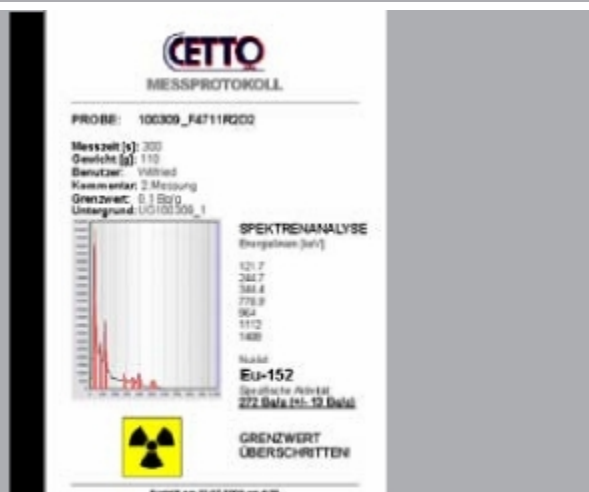 CETTO
MESSPROTOKOLL
PROBE: 100309_F4711R2D2
Messzeit [s]: 300
Gewicht [g]: 110
Benutzer: Wilfried
Kommentar: 2.Messung
Grenzwert: 0,1 Bq/g
Untergrund: UG100309_1
SPEKTRENANALYSE
Energielinien [keV]
121.7
244.7
344.4
778.9
964
1112
1408
Nuklid
Eu-152
Spezifische Aktivität
272 Bq/g (+/- 13 Bq/g)
GRENZWERT
ÜBERSCHRITTEN!